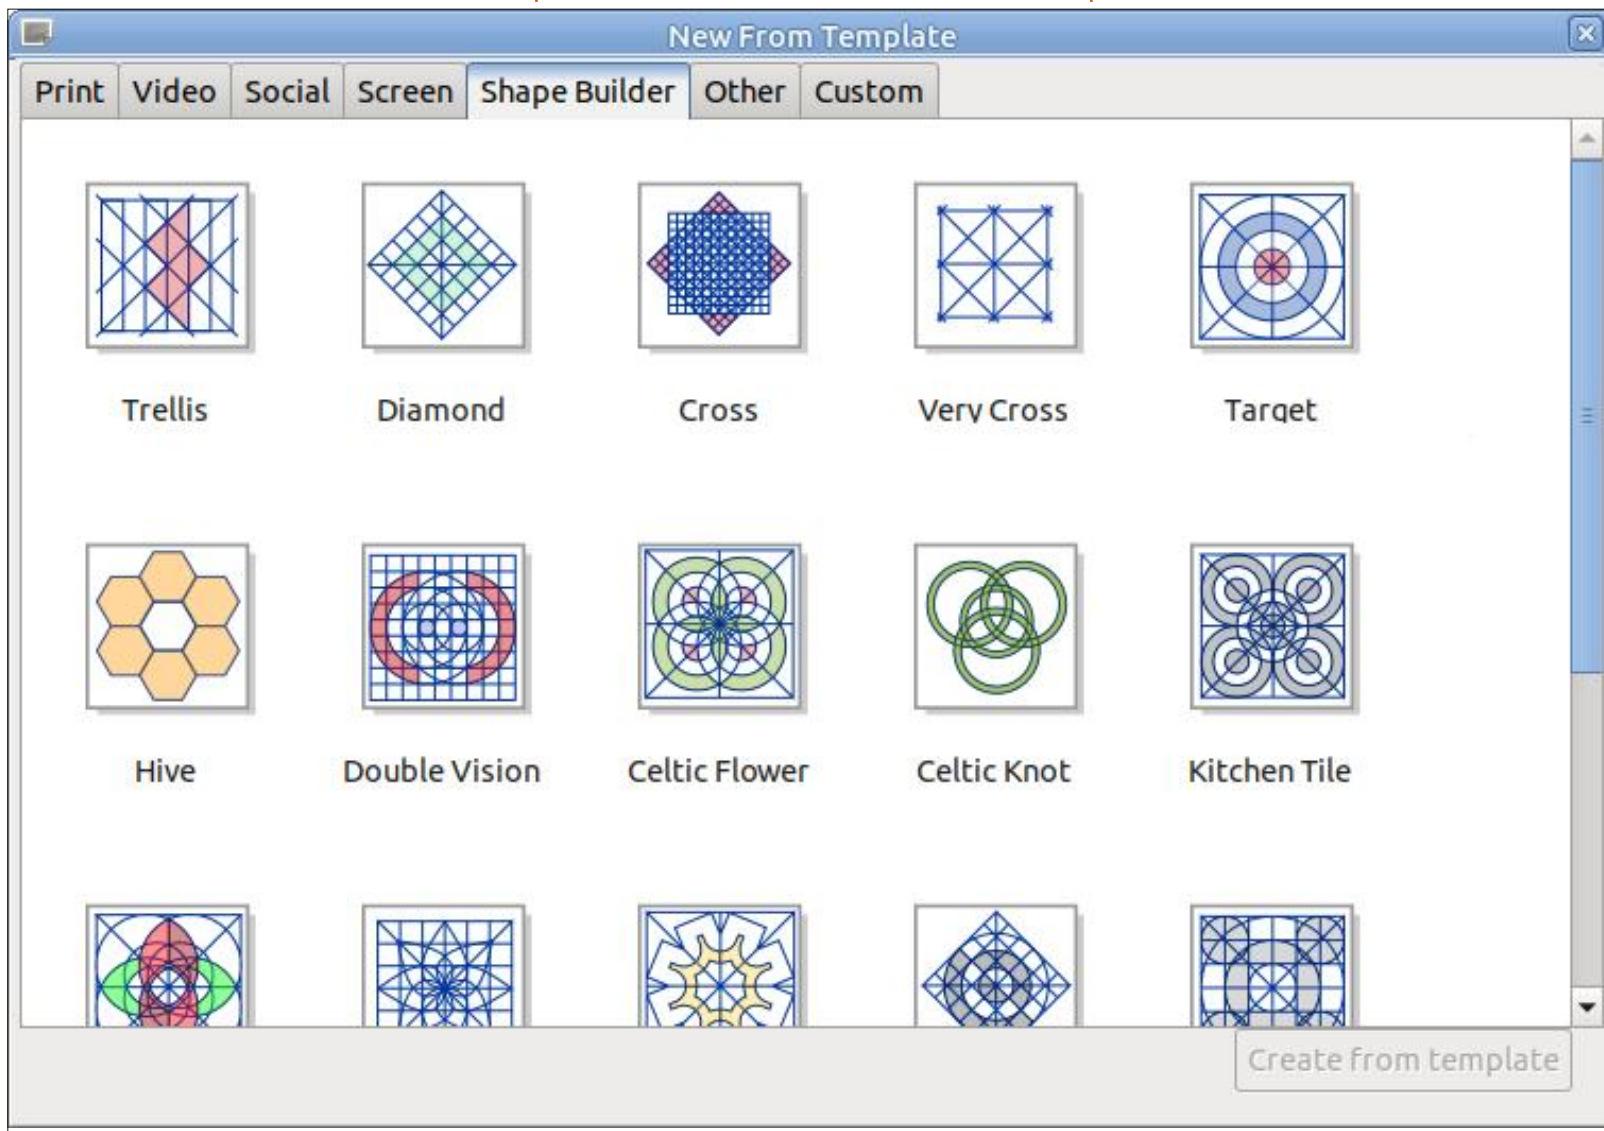 New From Template
Print Video Social Screen Shape Builder Other Custom
Trellis Diamond Cross Very Cross Target
Hive Double Vision Celtic Flower Celtic Knot Kitchen Tile
Create from template